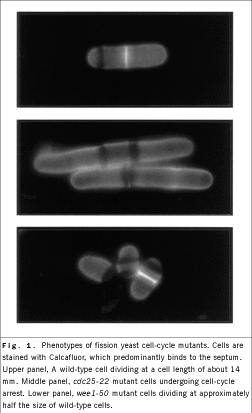 Fig. 1. Phenotypes of fission yeast cell-cycle mutants. Cells are
stained with Calcafluor, which predominantly binds to the septum.
Upper panel, A wild-type cell dividing at a cell length of about 14
mm. Middle panel, cdc25-22 mutant cells undergoing cell-cycle
arrest. Lower panel, wee1-50 mutant cells dividing at approximately
half the size of wild-type cells.